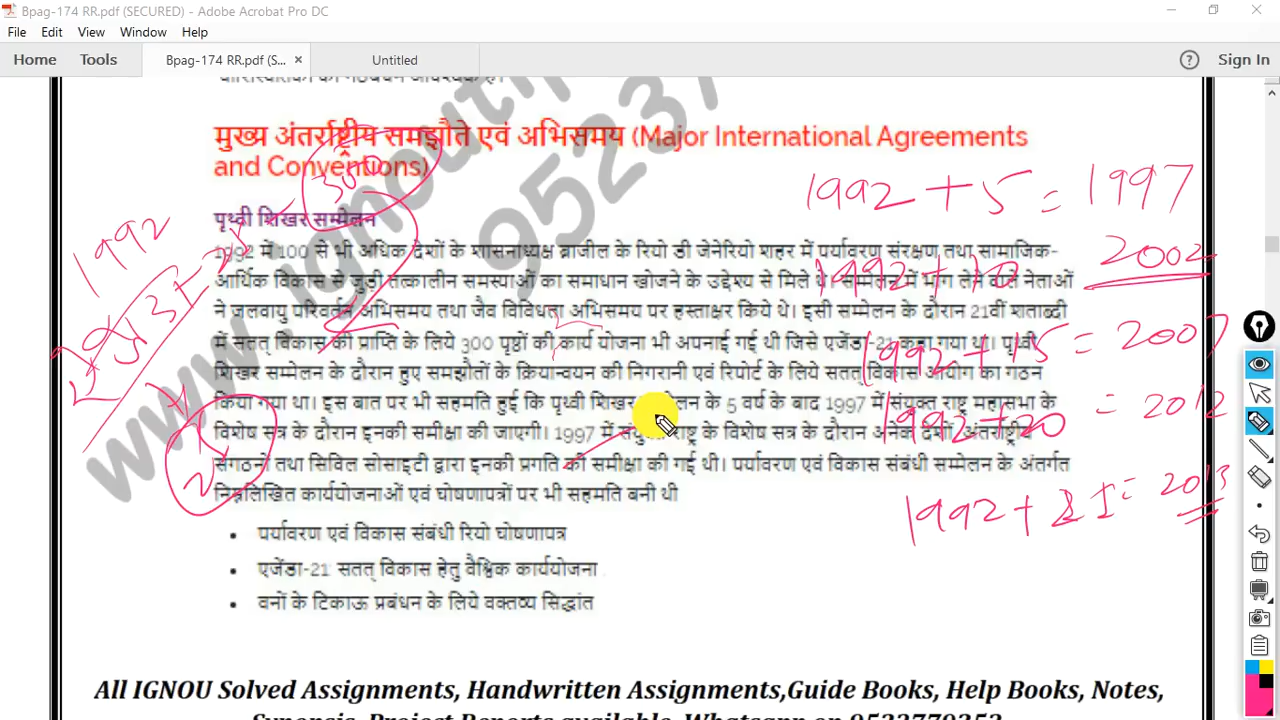 Bpag-174 RR.pdf (SECURED) - Adobe Acrobat Pro DC
File Edit View Window Help
Home Tools Bpag-174 RR.pdf (S... × Untitled Sign In
मुख्य अंतर्राष्ट्रीय समझौते एवं अभिसमय (Major International Agreements
and Conventions)
300
1992 + 5 = 1997
पृथ्वी शिखर सम्मेलन
1992
1992 में 100 से भी अधिक देशों के शासनाध्यक्ष ब्राजील के रियो डी जेनेरियो शहर में पर्यावरण संरक्षण तथा सामाजिक-
1992 + 10 2002
आर्थिक विकास से जुड़ी तत्कालीन समस्याओं का समाधान खोजने के उद्देश्य से मिले थे। सम्मेलन में भाग लेने वाले नेताओं
ने जलवायु परिवर्तन अभिसमय तथा जैव विविधता अभिसमय पर हस्ताक्षर किये थे। इसी सम्मेलन के दौरान 21वीं शताब्दी
में सतत् विकास की प्राप्ति के लिये 300 पृष्ठों की कार्य योजना भी अपनाई गई थी जिसे एजेंडा-21 कहा गया था। पृथ्वी
1992 + 15 = 2007
शिखर सम्मेलन के दौरान हुए समझौतों के क्रियान्वयन की निगरानी एवं रिपोर्ट के लिये सतत् विकास आयोग का गठन
किया गया था। इस बात पर भी सहमति हुई कि पृथ्वी शिखर के 5 वर्ष के बाद 1997 में संयुक्त राष्ट्र महासभा के
1992 + 20 = 2012
विशेष सत्र के दौरान इनकी समीक्षा की जाएगी। 1997 में संयुक्त राष्ट्र के विशेष सत्र के दौरान अनेक देशों, अंतर्राष्ट्रीय
संगठनों तथा सिविल सोसाइटी द्वारा इनकी प्रगति की समीक्षा की गई थी। पर्यावरण एवं विकास संबंधी सम्मेलन के अंतर्गत
निम्नलिखित कार्ययोजनाओं एवं घोषणापत्रों पर भी सहमति बनी थी
1992 + 21 = 2013
• पर्यावरण एवं विकास संबंधी रियो घोषणापत्र
• एजेंडा-21: सतत् विकास हेतु वैश्विक कार्ययोजना
• वनों के टिकाऊ प्रबंधन के लिये वक्तव्य सिद्धांत
All IGNOU Solved Assignments, Handwritten Assignments,Guide Books, Help Books, Notes,